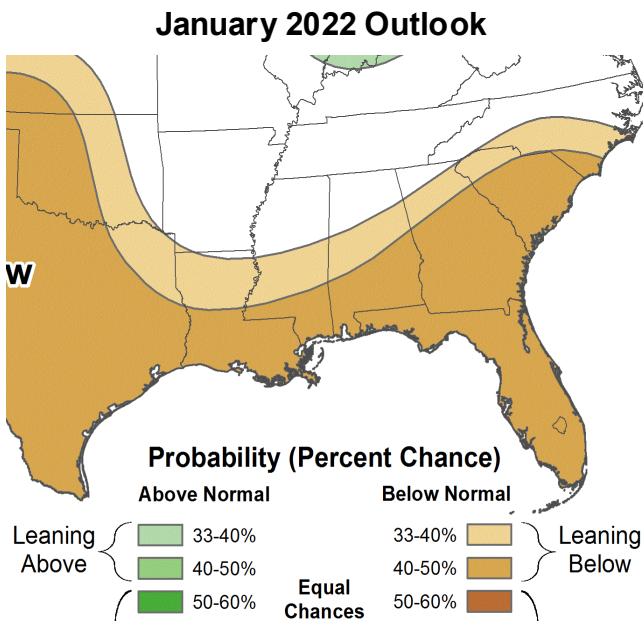 January 2022 Outlook
w
Probability (Percent Chance)
Above Normal
Below Normal
Leaning
Above
33-40%
40-50%
50-60%
Equal
Chances
33-40%
40-50%
50-60%
Leaning
Below